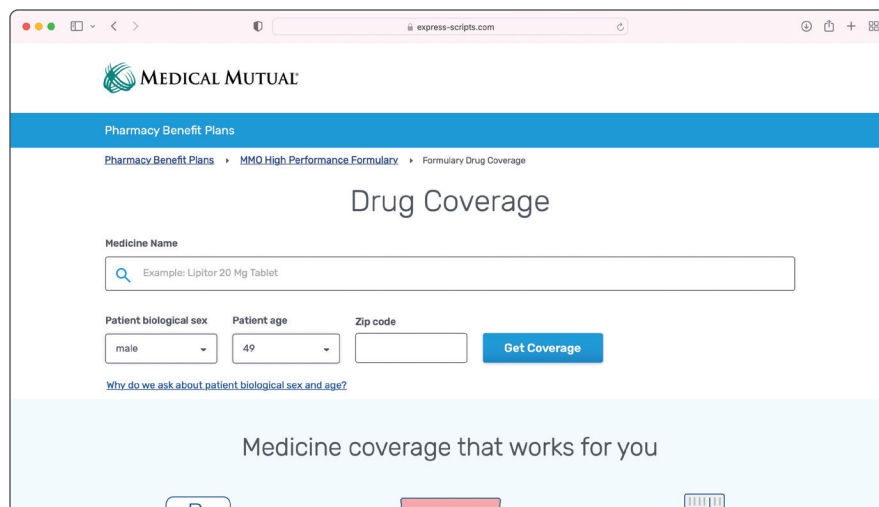 express-scripts.com
MEDICAL MUTUAL®
Pharmacy Benefit Plans
Pharmacy Benefit Plans MMO High Performance Formulary Formulary Drug Coverage
Drug Coverage
Medicine Name
Example: Lipitor 20 Mg Tablet
Patient biological sex Patient age Zip code
male 49 Get Coverage
Why do we ask about patient biological sex and age?
Medicine coverage that works for you